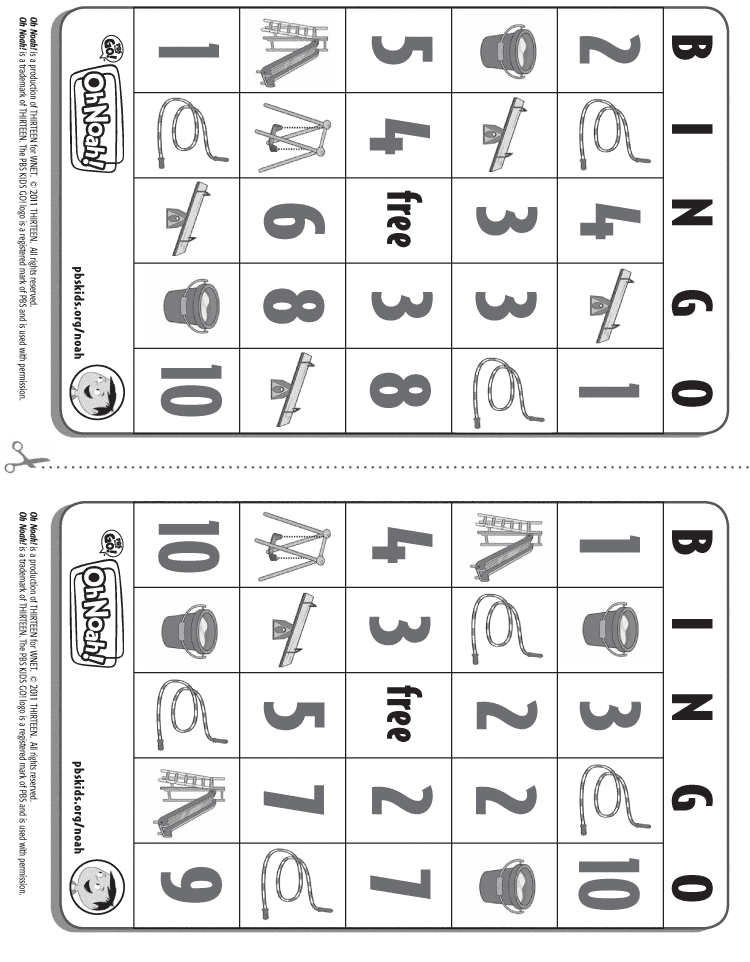 B I N G O
2 4 1
3 3
5 4 free 3 8
6 8
1 10
GO!
Oh Noah!
pbskids.org/noah
Oh Noah! is a production of THIRTEEN for WNET. © 2011 THIRTEEN. All rights reserved.
Oh Noah! is a trademark of THIRTEEN. The PBS KIDS GO! logo is a registered mark of PBS and is used with permission.
B I N G O
1 3 10
2 2
4 3 free 2 7
5 7
10 9
GO!
Oh Noah!
pbskids.org/noah
Oh Noah! is a production of THIRTEEN for WNET. © 2011 THIRTEEN. All rights reserved.
Oh Noah! is a trademark of THIRTEEN. The PBS KIDS GO! logo is a registered mark of PBS and is used with permission.